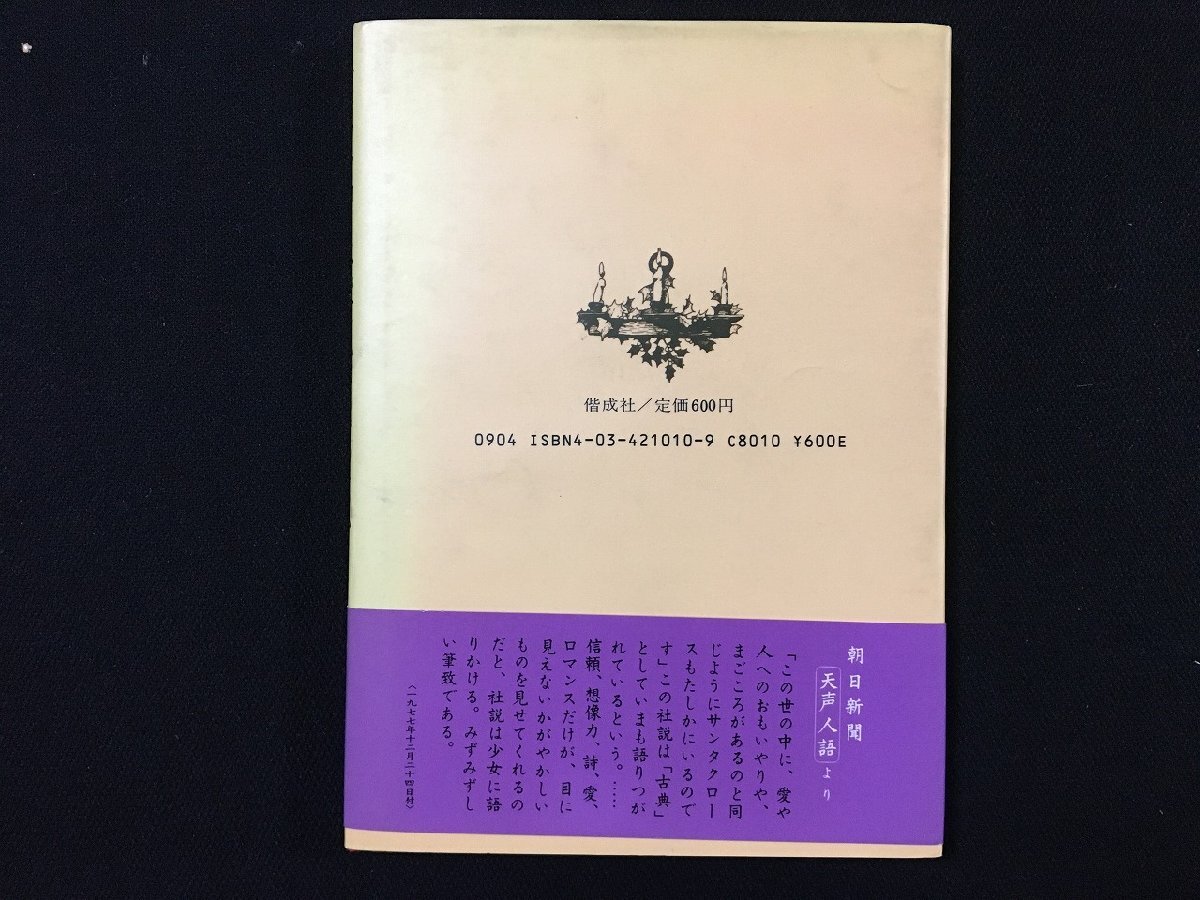 偕成社／定価600円
0904 ISBN4-03-421010-9 C8010 ¥600E
朝日新聞
天声人語より
「この世の中に、愛や
人へのおもいやりや、
まごころがあるのと同
じようにサンタクロー
スもたしかにいるので
す」この社説は「古典」
としていまも語りつが
れているという。……
信頼、想像力、詩、愛、
ロマンスだけが、目に
見えないかがやかしい
ものを見せてくれるの
だと、社説は少女に語
りかける。みずみずし
い筆致である。
〈一九七七年十二月二十四日付〉